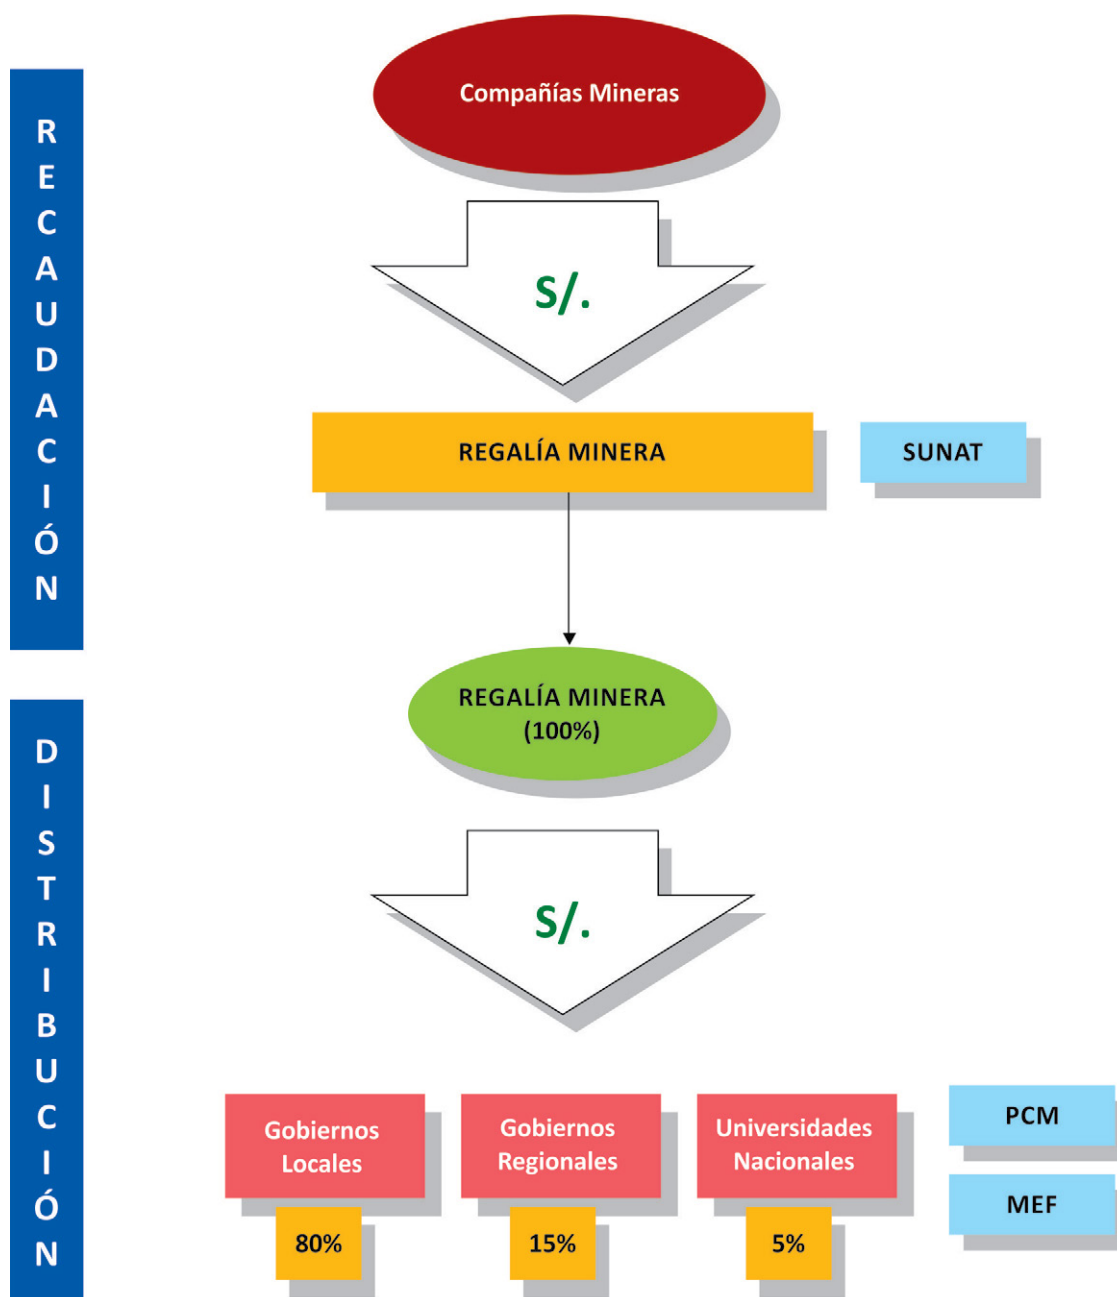 RECAUDACIÓN
Compañías Mineras
S/.
REGALÍA MINERA
SUNAT
DISTRIBUCIÓN
REGALÍA MINERA
(100%)
S/.
Gobiernos
Locales
80%
Gobiernos
Regionales
15%
Universidades
Nacionales
5%
PCM
MEF